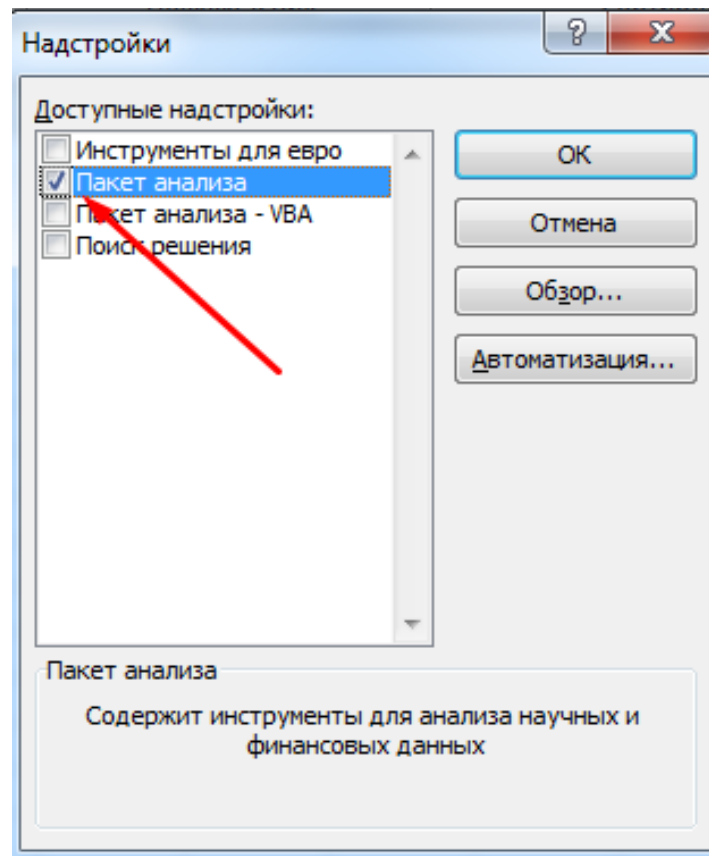 Надстройки
Доступные надстройки:
Инструменты для евро
Пакет анализа
Пакет анализа - VBA
Поиск решения
ОК
Отмена
Обзор...
Автоматизация...
Пакет анализа
Содержит инструменты для анализа научных и
финансовых данных